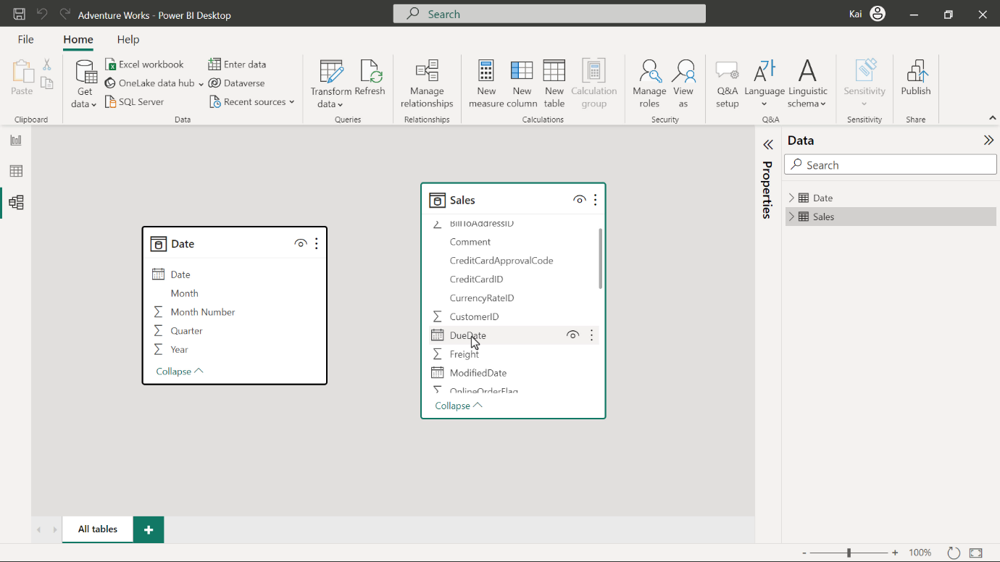 Adventure Works - Power BI Desktop
Search
Kai
File
Home
Help
Paste
Clipboard
Get data
Excel workbook
OneLake data hub
SQL Server
Enter data
Dataverse
Recent sources
Data
Transform data
Refresh
Queries
Manage relationships
Relationships
New measure
New column
New table
Calculation group
Calculations
Manage roles
View as
Security
Q&A setup
Language
Linguistic schema
Q&A
Sensitivity
Sensitivity
Publish
Share
Date
Date
Month
Month Number
Quarter
Year
Collapse
Sales
BillToAddressID
Comment
CreditCardApprovalCode
CreditCardID
CurrencyRateID
CustomerID
DueDate
Freight
ModifiedDate
OnlineOrderFlag
Collapse
Properties
Data
Search
Date
Sales
All tables
+
- + 100%